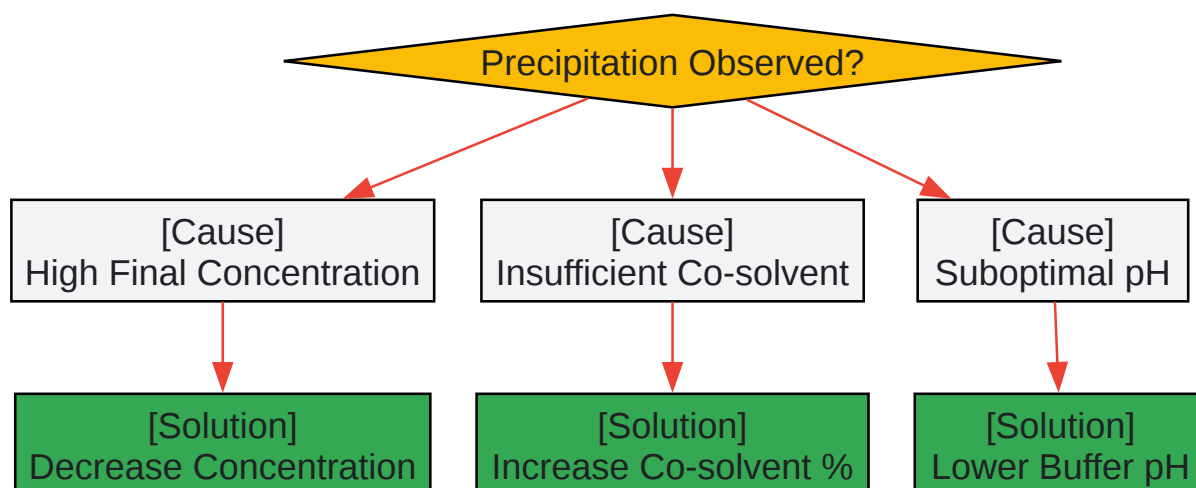 Precipitation Observed?
[Cause]
High Final Concentration
[Cause]
Insufficient Co-solvent
[Cause]
Suboptimal pH
[Solution]
Decrease Concentration
[Solution]
Increase Co-solvent %
[Solution]
Lower Buffer pH